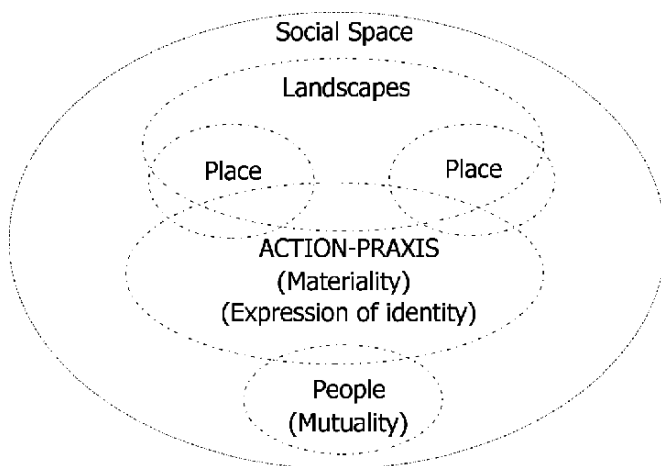 Social Space
Landscapes
Place
Place
ACTION-PRAXIS
(Materiality)
(Expression of identity)
People
(Mutuality)